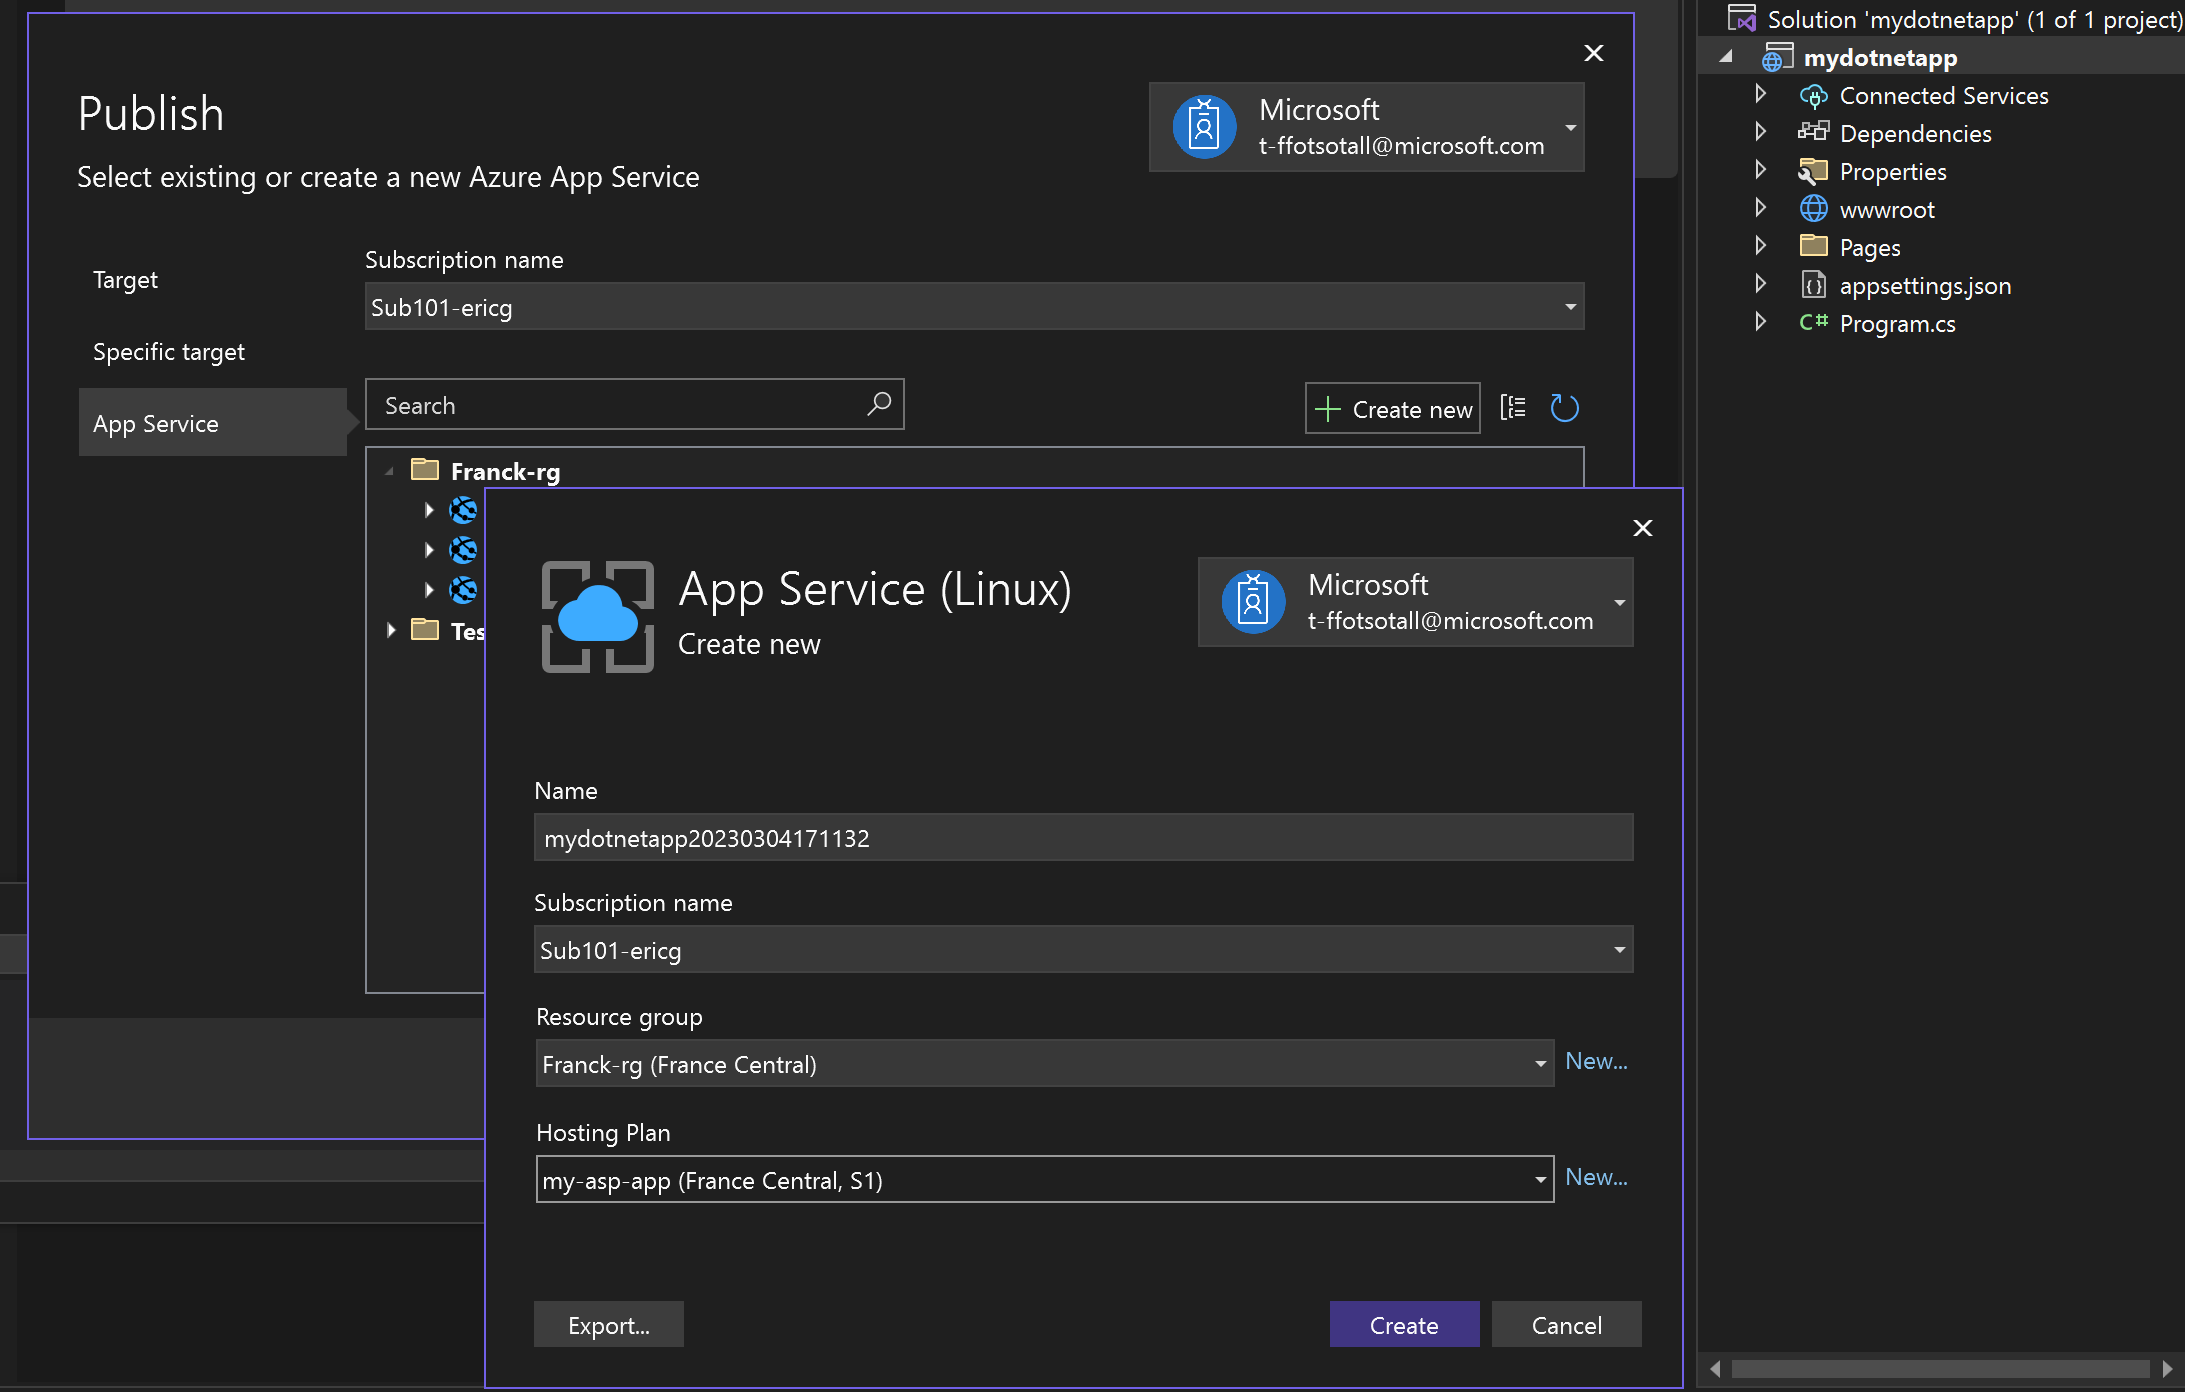 Publish
Select existing or create a new Azure App Service
Microsoft
t-ffotsotall@microsoft.com
Target
Specific target
App Service
Subscription name
Sub101-ericg
Search
Create new
Franck-rg
Tes
App Service (Linux)
Create new
Microsoft
t-ffotsotall@microsoft.com
Name
mydotnetapp20230304171132
Subscription name
Sub101-ericg
Resource group
Franck-rg (France Central)
New...
Hosting Plan
my-asp-app (France Central, S1)
New...
Export...
Create
Cancel
Solution 'mydotnetapp' (1 of 1 project)
mydotnetapp
Connected Services
Dependencies
Properties
wwwroot
Pages
appsettings.json
C# Program.cs